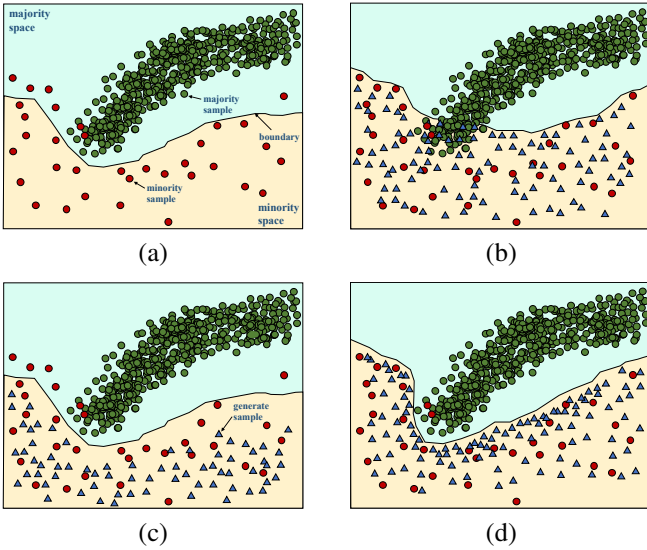 majority
space
majority
sample
boundary
minority
sample
minority
space
(a)
(b)
generate
sample
(c)
(d)